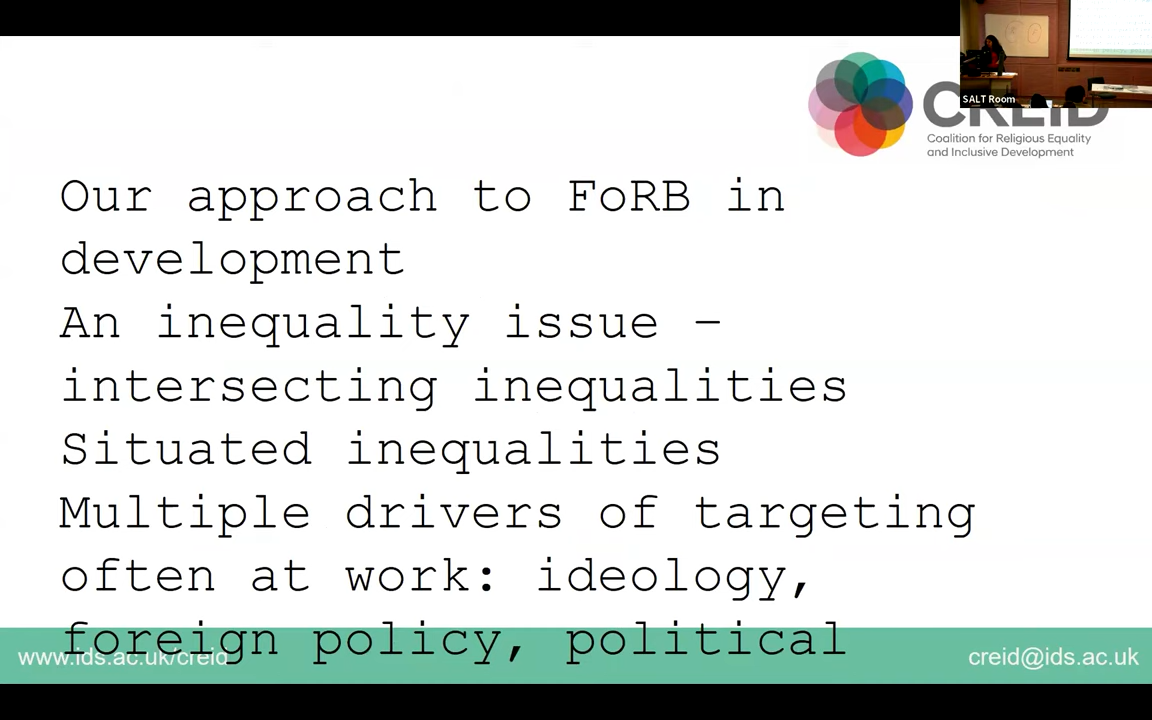 SALT Room
CREID
Coalition for Religious Equality
and Inclusive Development
Our approach to FoRB in
development
An inequality issue –
intersecting inequalities
Situated inequalities
Multiple drivers of targeting
often at work: ideology,
foreign policy, political
www.ids.ac.uk/creid
creid@ids.ac.uk